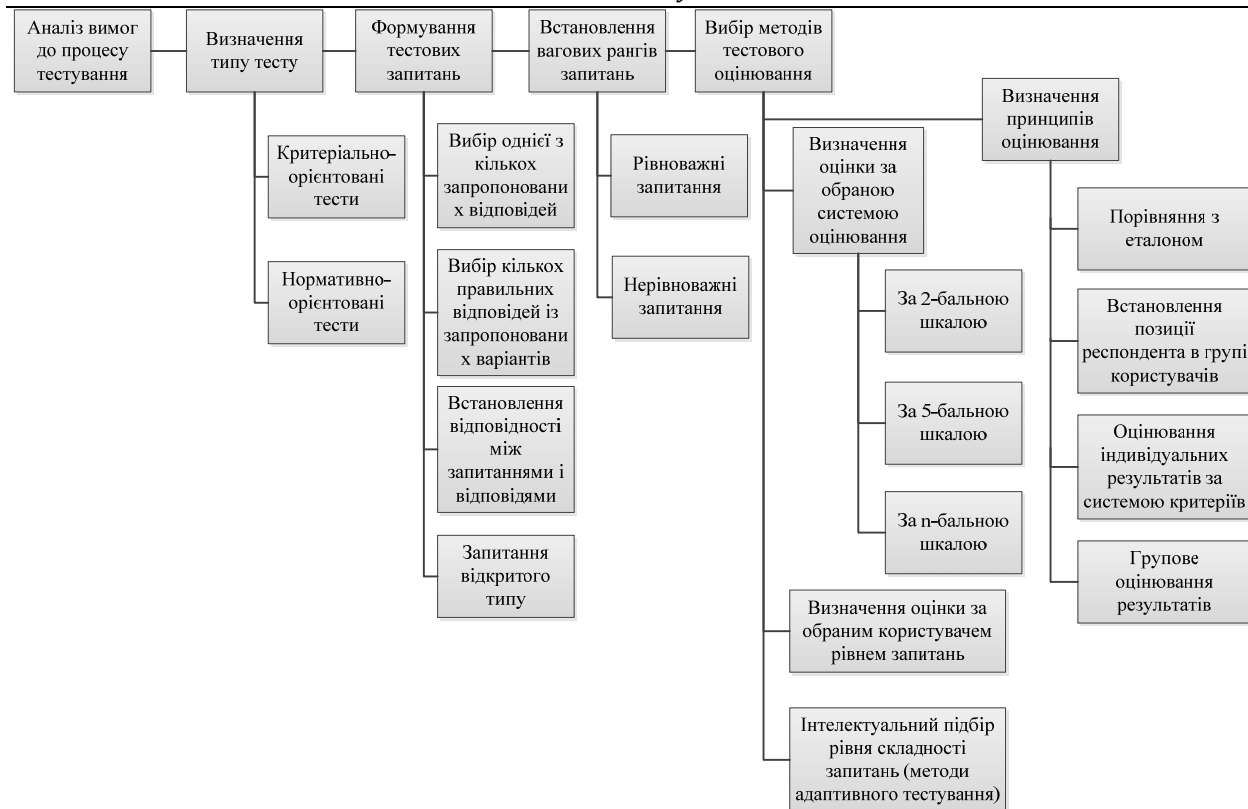 Аналіз вимог
до процесу
тестування
Визначення
типу тесту
Формування
тестових
запитань
Встановлення
вагових рангів
запитань
Вибір методів
тестового
оцінювання
Критеріально-
орієнтовані
тести
Нормативно-
орієнтовані
тести
Вибір однієї з
кількох
запропоновани
х відповідей
Вибір кількох
правильних
відповідей із
запропоновани
х варіантів
Встановлення
відповідності
між
запитаннями і
відповідями
Запитання
відкритого
типу
Рівноважні
запитання
Нерівноважні
запитання
Визначення
оцінки за
обраною
системою
оцінювання
За 2-бальною
шкалою
За 5-бальною
шкалою
За n-бальною
шкалою
Визначення оцінки за
обраним користувачем
рівнем запитань
Інтелектуальний підбір
рівня складності
запитань (методи
адаптивного тестування)
Визначення
принципів
оцінювання
Порівняння з
еталоном
Встановлення
позиції
респондента в групі
користувачів
Оцінювання
індивідуальних
результатів за
системою критеріїв
Групове
оцінювання
результатів